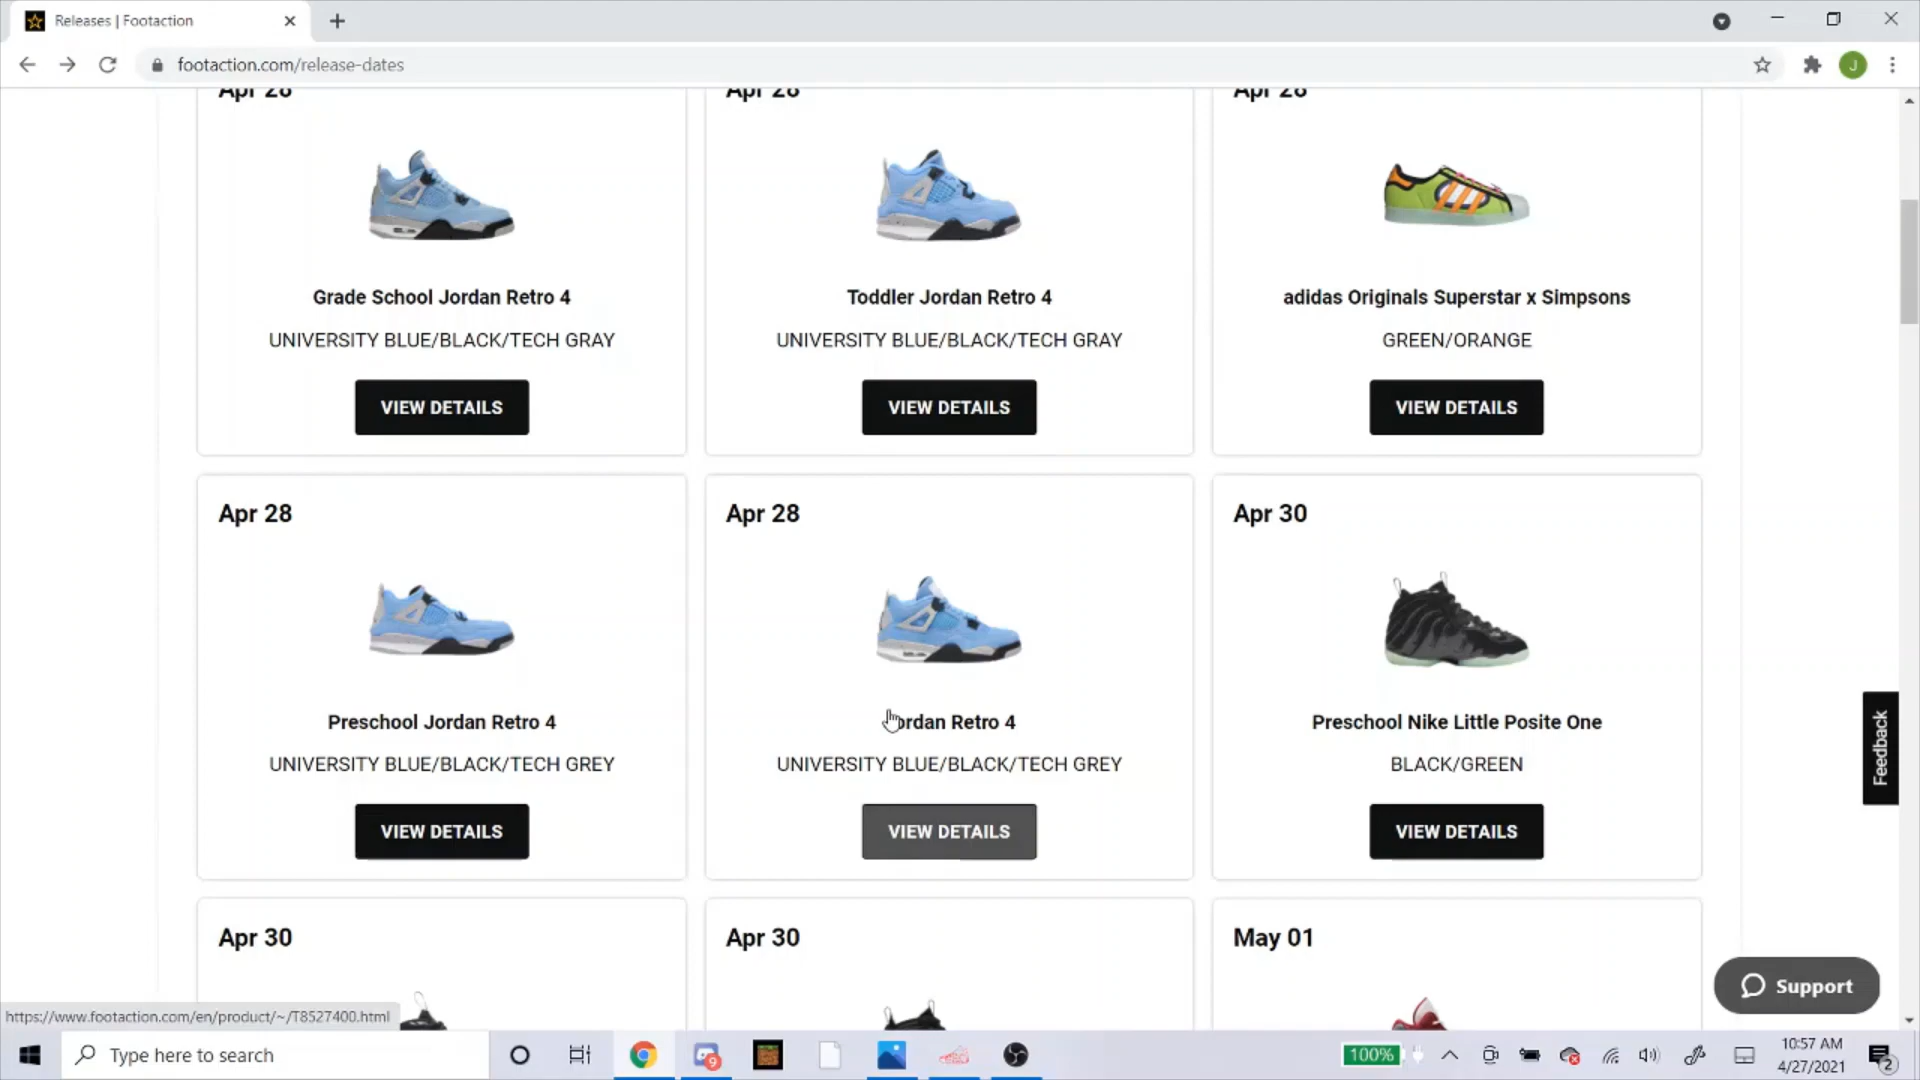 Releases | Footaction
footaction.com/release-dates
J
Apr 28
Apr 28
Apr 28
Grade School Jordan Retro 4
Toddler Jordan Retro 4
adidas Originals Superstar x Simpsons
UNIVERSITY BLUE/BLACK/TECH GRAY
UNIVERSITY BLUE/BLACK/TECH GRAY
GREEN/ORANGE
VIEW DETAILS
VIEW DETAILS
VIEW DETAILS
Apr 28
Apr 28
Apr 30
Preschool Jordan Retro 4
Jordan Retro 4
Preschool Nike Little Posite One
UNIVERSITY BLUE/BLACK/TECH GREY
UNIVERSITY BLUE/BLACK/TECH GREY
BLACK/GREEN
VIEW DETAILS
VIEW DETAILS
VIEW DETAILS
Feedback
Apr 30
Apr 30
May 01
Support
https://www.footaction.com/en/product/~/T8527400.html
Type here to search
9
100%
10:57 AM
4/27/2021
2